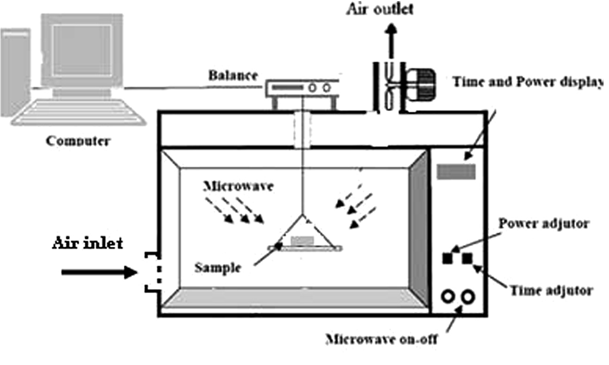 Air outlet
Balance
Time and Power display
Computer
Microwave
Power adjutor
Air inlet
Sample
Time adjutor
Microwave on-off